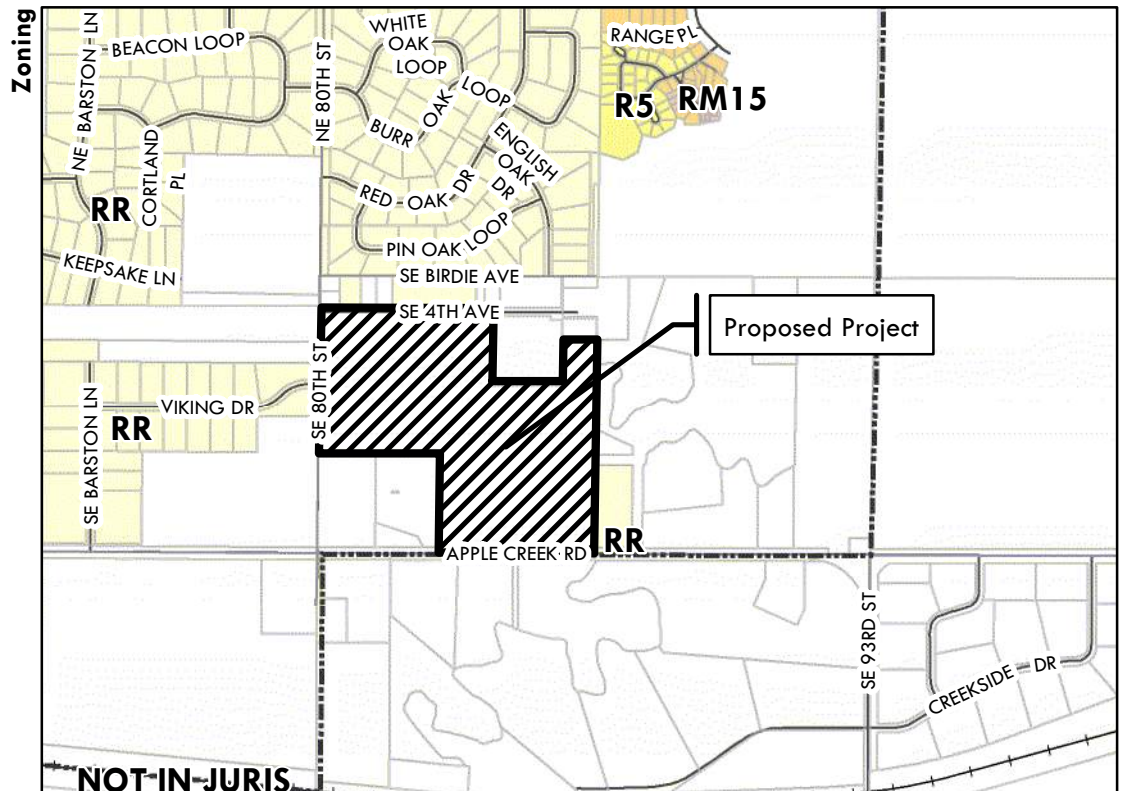 Zoning
NE BARSTON LN
BEACON LOOP
NE 80TH ST
WHITE
OAK
LOOP
LOOP
BURR
OAK
RANGE PL
R5
RM15
ENGLISH
OAK
DR
CORTLAND
PL
RR
RED
OAK
DR
PIN OAK LOOP
KEEPSAKE LN
SE BIRDIE AVE
SE 4TH AVE
Proposed Project
SE 80TH ST
VIKING DR
SE BARSTON LN
RR
APPLE CREEK RD
RR
SE 93RD ST
CREEKSIDE
DR
NOT IN JURIS